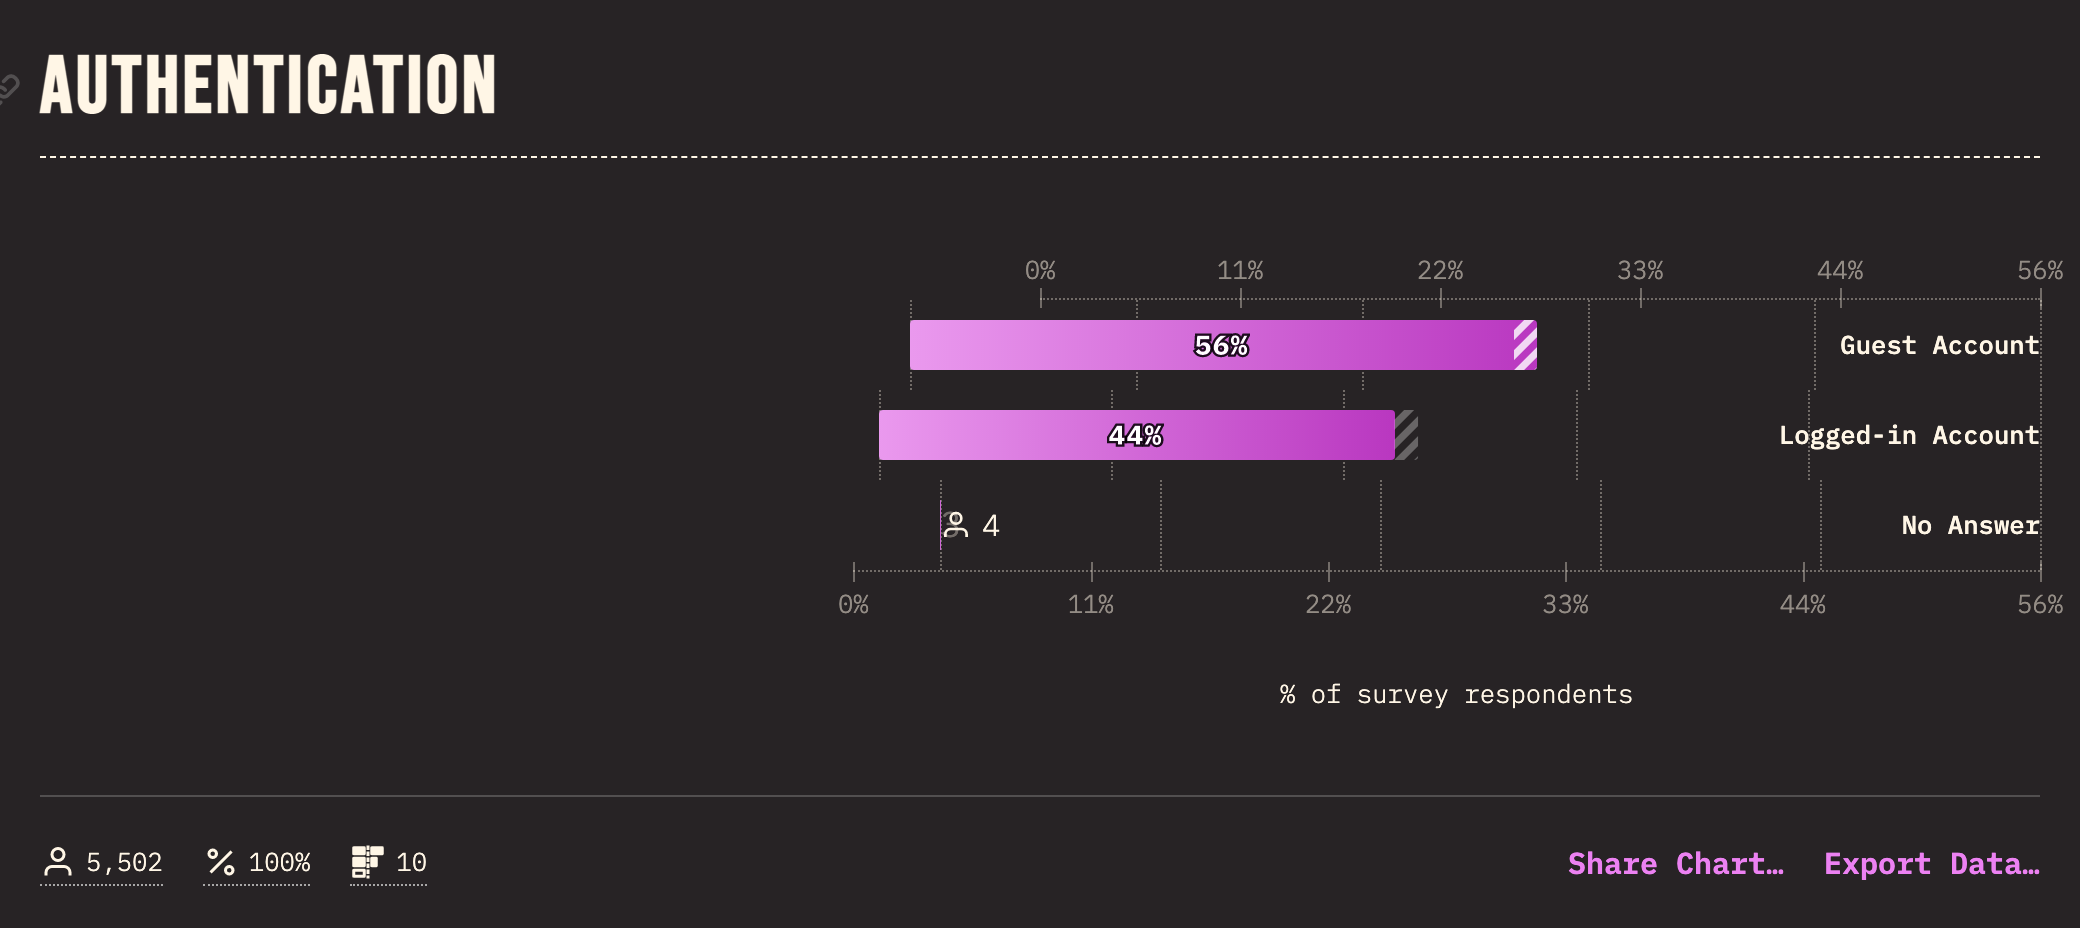 AUTHENTICATION
0% 11% 22% 33% 44% 56%
56% Guest Account
44% Logged-in Account
4 No Answer
0% 11% 22% 33% 44% 56%
% of survey respondents
5,502 100% 10 Share Chart… Export Data…